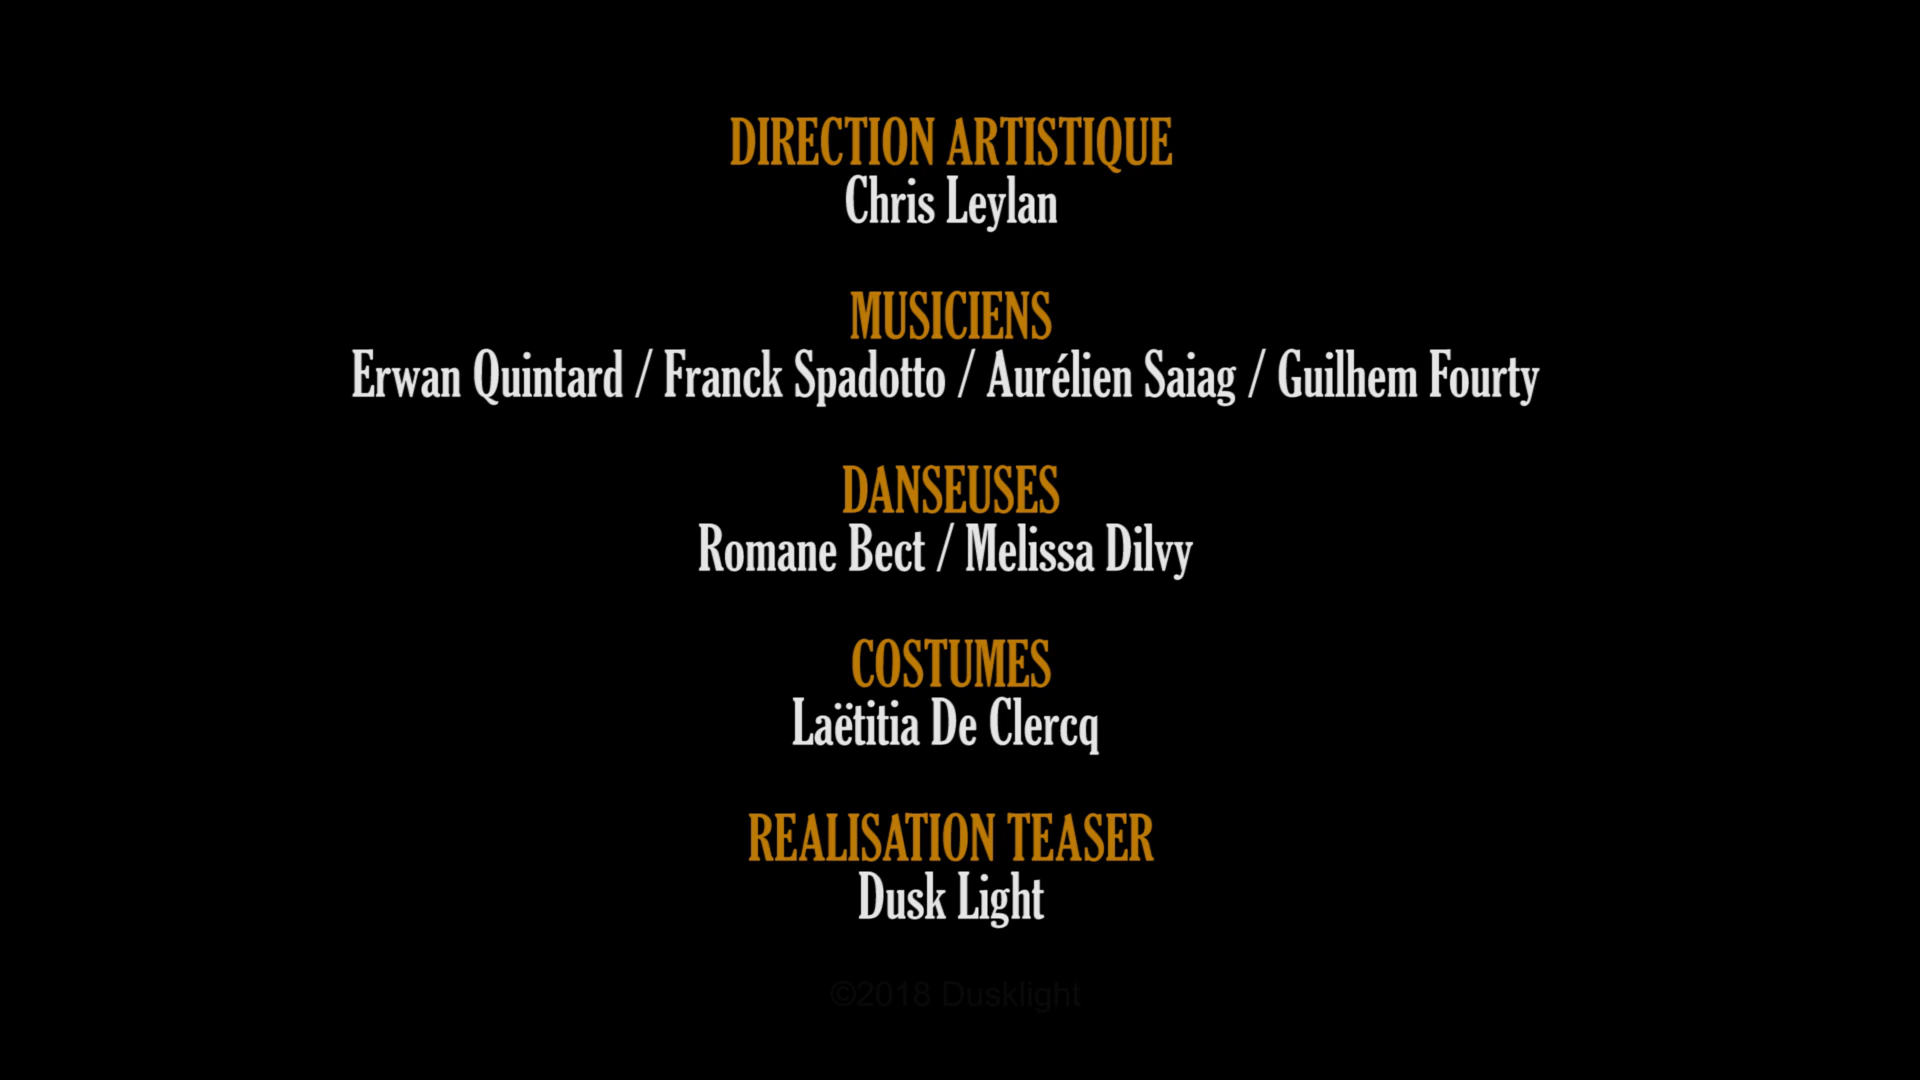 DIRECTION ARTISTIQUE
Chris Leylan
MUSICIENS
Erwan Quintard / Franck Spadotto / Aurélien Saiag / Guilhem Fourty
DANSEUSES
Romane Bect / Melissa Dilvy
COSTUMES
Laëtitia De Clercq
REALISATION TEASER
Dusk Light
©2018 Dusklight